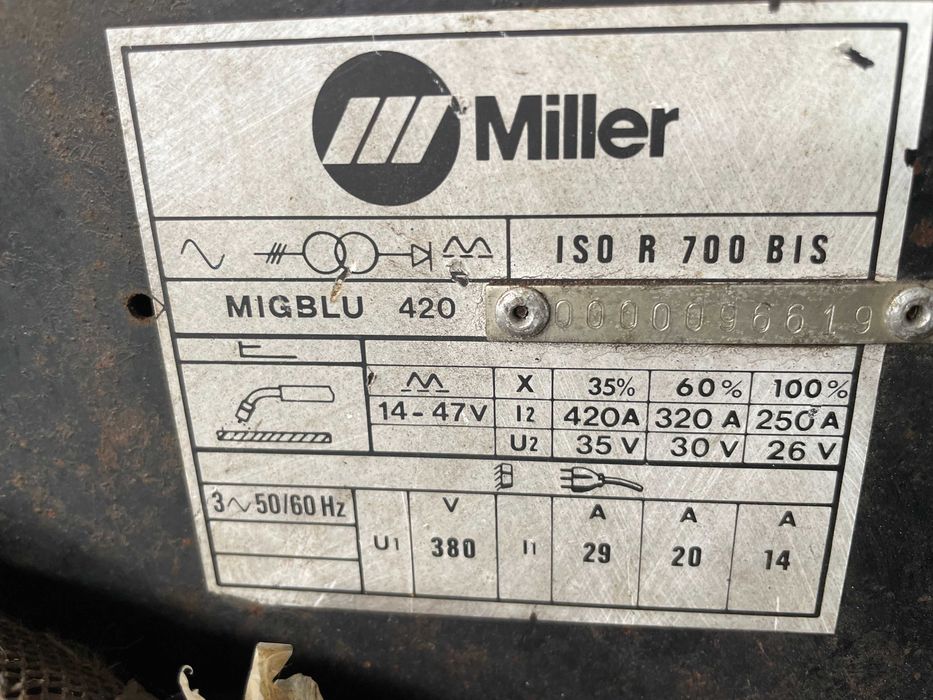 Miller
ISO R 700 BIS
MIGBLU 420
0000096619
X 35% 60% 100%
14-47V I2 420A 320 A 250 A
U2 35 V 30 V 26 V
3~50/60 Hz
V A A A
U1 380 I1 29 20 14